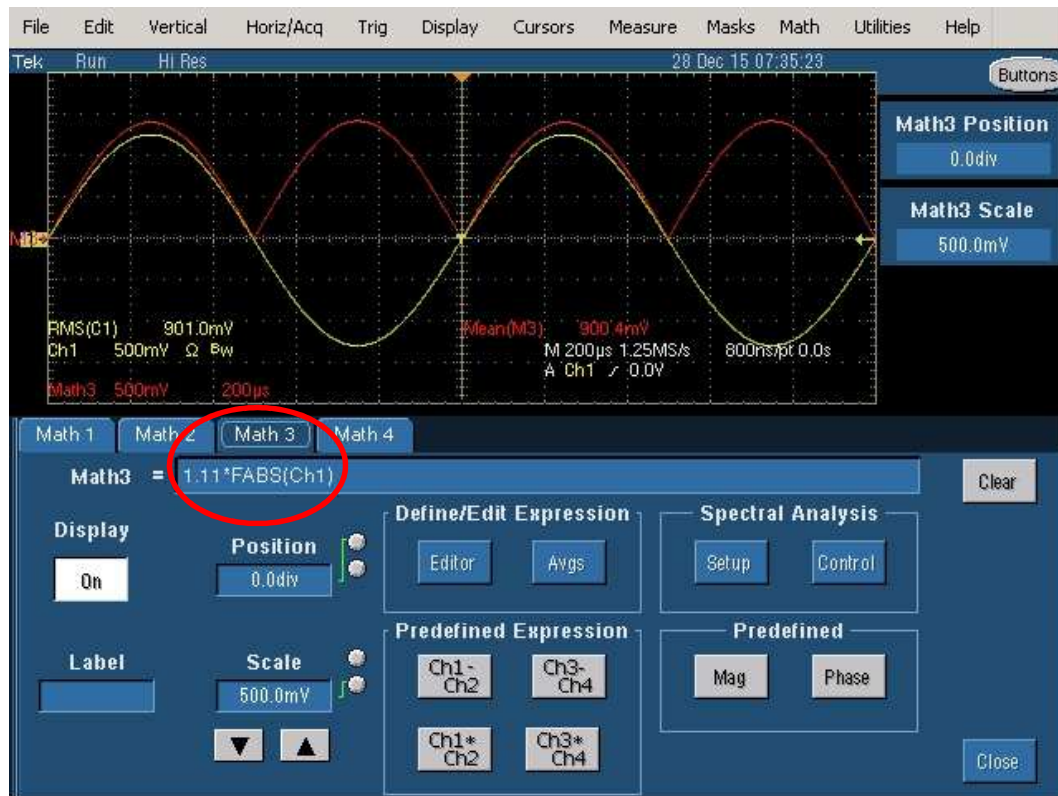 File Edit Vertical Horiz/Acq Trig Display Cursors Measure Masks Math Utilities Help
Tek Run Hi Res 28 Dec 15 07:35:23
Buttons
Math3 Position
0.0div
Math3 Scale
500.0mV
RMS(C1) 901.0mV
Mean(M3) 900.4mV
Ch1 500mV Ω Bw
M 200µs 1.25MS/s 800ns/pt 0.0s
A Ch1 0.0V
Math3 500mV 200µs
Math 1 Math 2 Math 3 Math 4
Math3 = 1.11*FABS(Ch1)
Clear
Display
On
Position
0.0div
Define/Edit Expression
Editor Avgs
Spectral Analysis
Setup Control
Label
Scale
500.0mV
Predefined Expression
Ch1-Ch2 Ch3-Ch4
Ch1*Ch2 Ch3*Ch4
Predefined
Mag Phase
Close